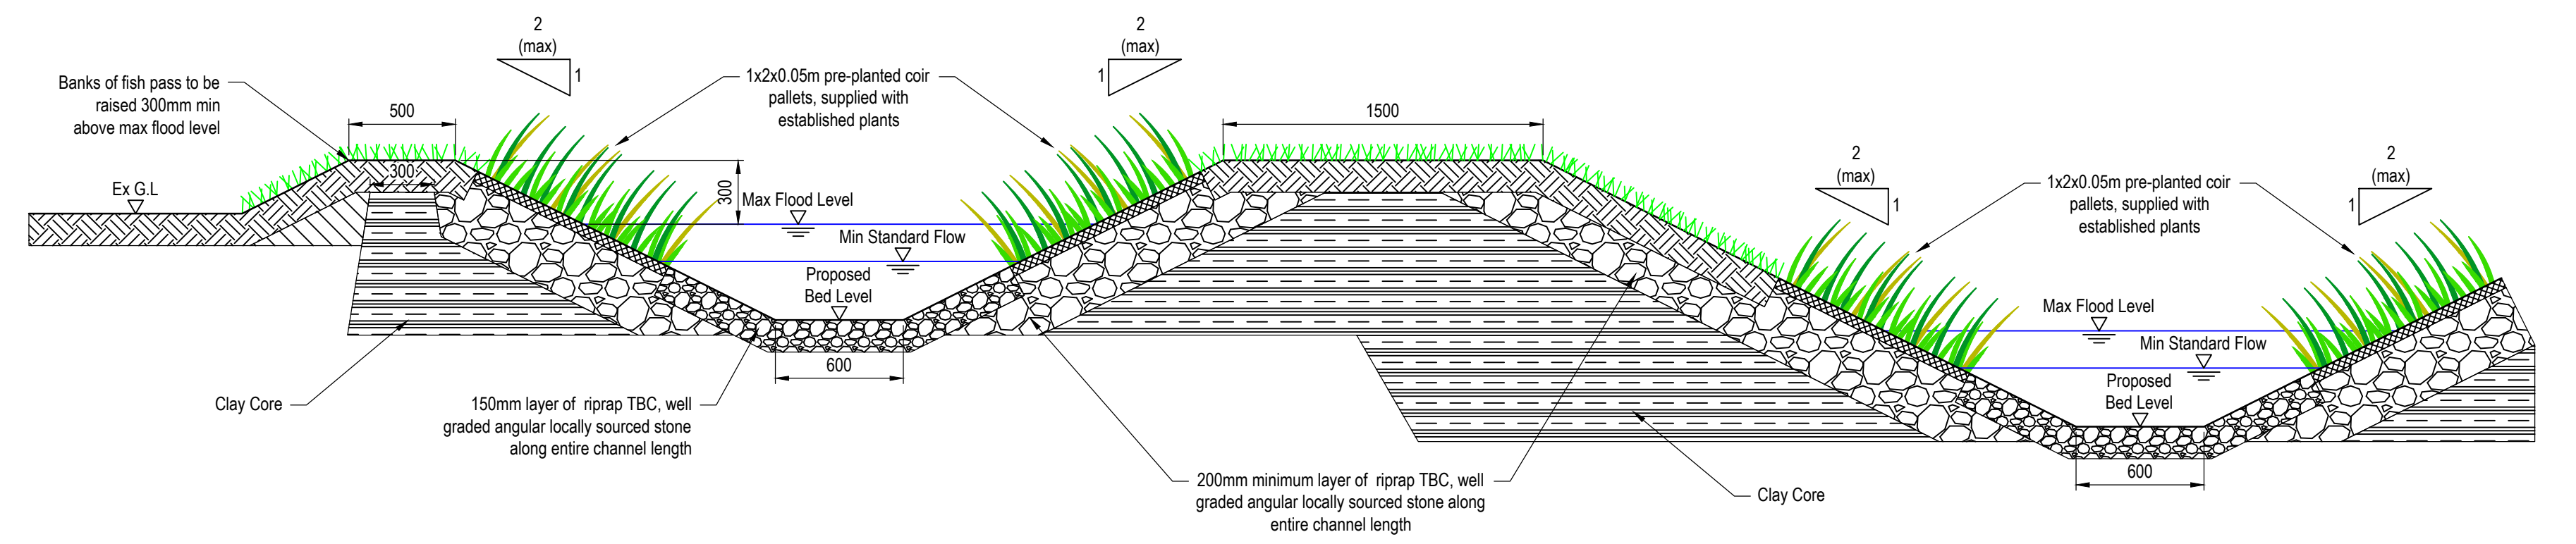 2
(max)
1
Banks of fish pass to be
raised 300mm min
above max flood level
500
300
Ex G.L
1x2x0.05m pre-planted coir
pallets, supplied with
established plants
2
(max)
1
1500
300
Max Flood Level
Min Standard Flow
Proposed
Bed Level
600
Clay Core
150mm layer of riprap TBC, well
graded angular locally sourced stone
along entire channel length
200mm minimum layer of riprap TBC, well
graded angular locally sourced stone along
entire channel length
Clay Core
2
(max)
1
1x2x0.05m pre-planted coir
pallets, supplied with
established plants
2
(max)
1
Max Flood Level
Min Standard Flow
Proposed
Bed Level
600